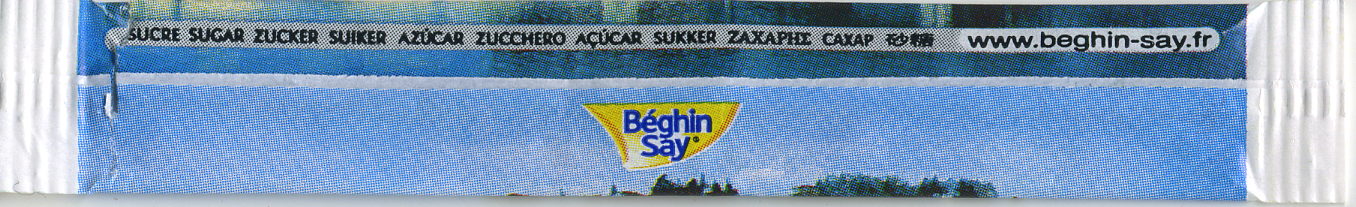 SUCRE SUGAR ZUCKER SUIKER AZÚCAR ZUCCHERO AÇÚCAR SUKKER ΖΑΧΑΡΗΣ САХАР 砂糖 www.beghin-say.fr
Béghin
Say®